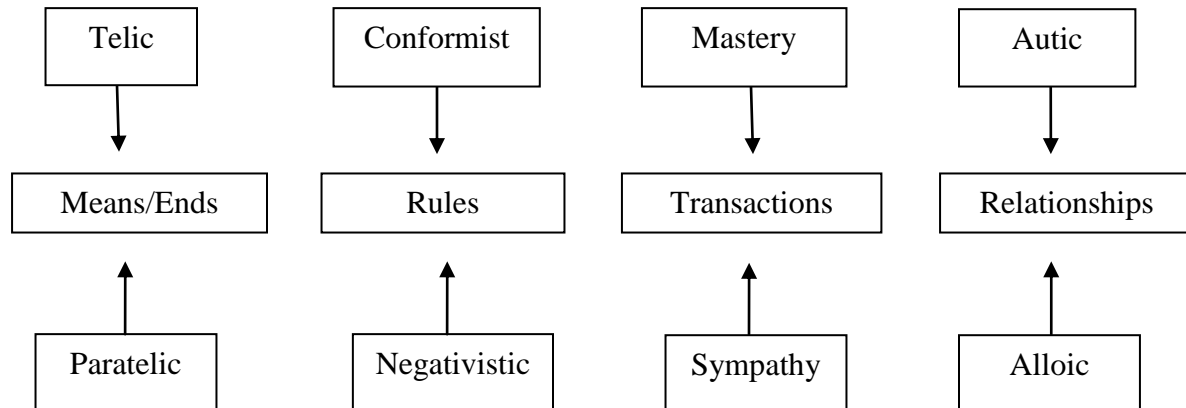 Telic Conformist Mastery Autic
Means/Ends Rules Transactions Relationships
Paratelic Negativistic Sympathy Alloic